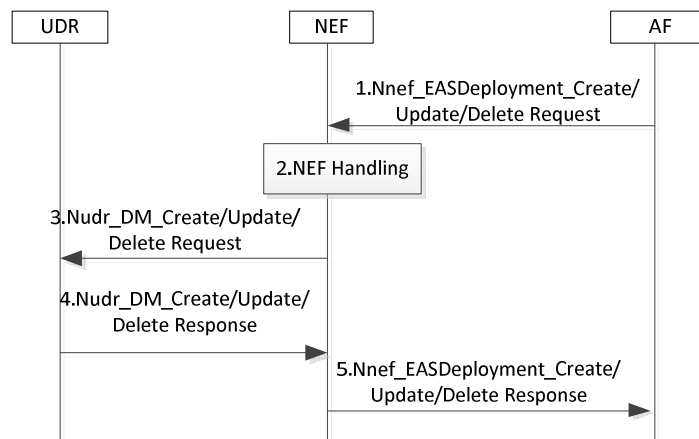 UDR
NEF
AF
1.Nnef_EASDeployment_Create/
Update/Delete Request
2.NEF Handling
3.Nudr_DM_Create/Update/
Delete Request
4.Nudr_DM_Create/Update/
Delete Response
5.Nnef_EASDeployment_Create/
Update/Delete Response